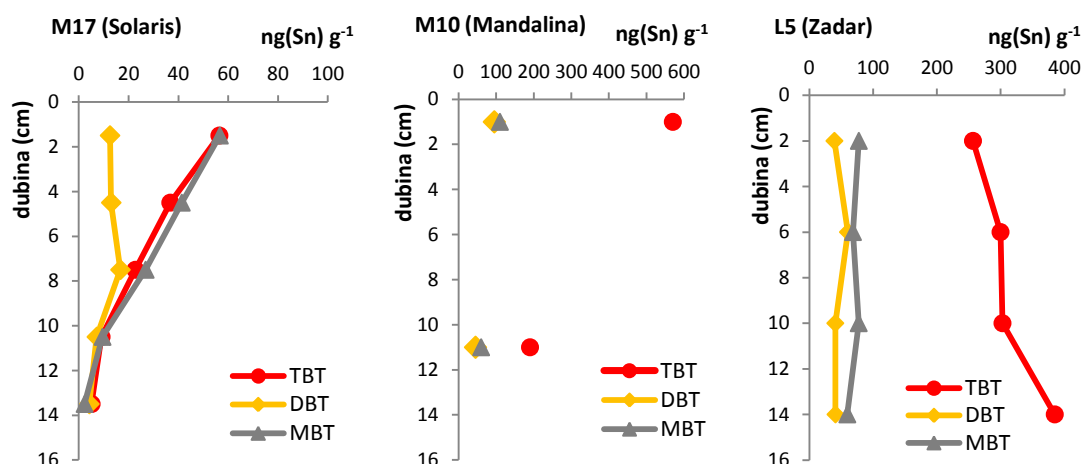 M17 (Solaris)
ng(Sn) g⁻¹
0 20 40 60 80 100
dubina (cm)
0
2
4
6
8
10
12
14
16
TBT
DBT
MBT
M10 (Mandalina)
ng(Sn) g⁻¹
0 100 200 300 400 500 600
dubina (cm)
0
2
4
6
8
10
12
14
16
TBT
DBT
MBT
L5 (Zadar)
ng(Sn) g⁻¹
0 100 200 300 400
dubina (cm)
0
2
4
6
8
10
12
14
16
TBT
DBT
MBT